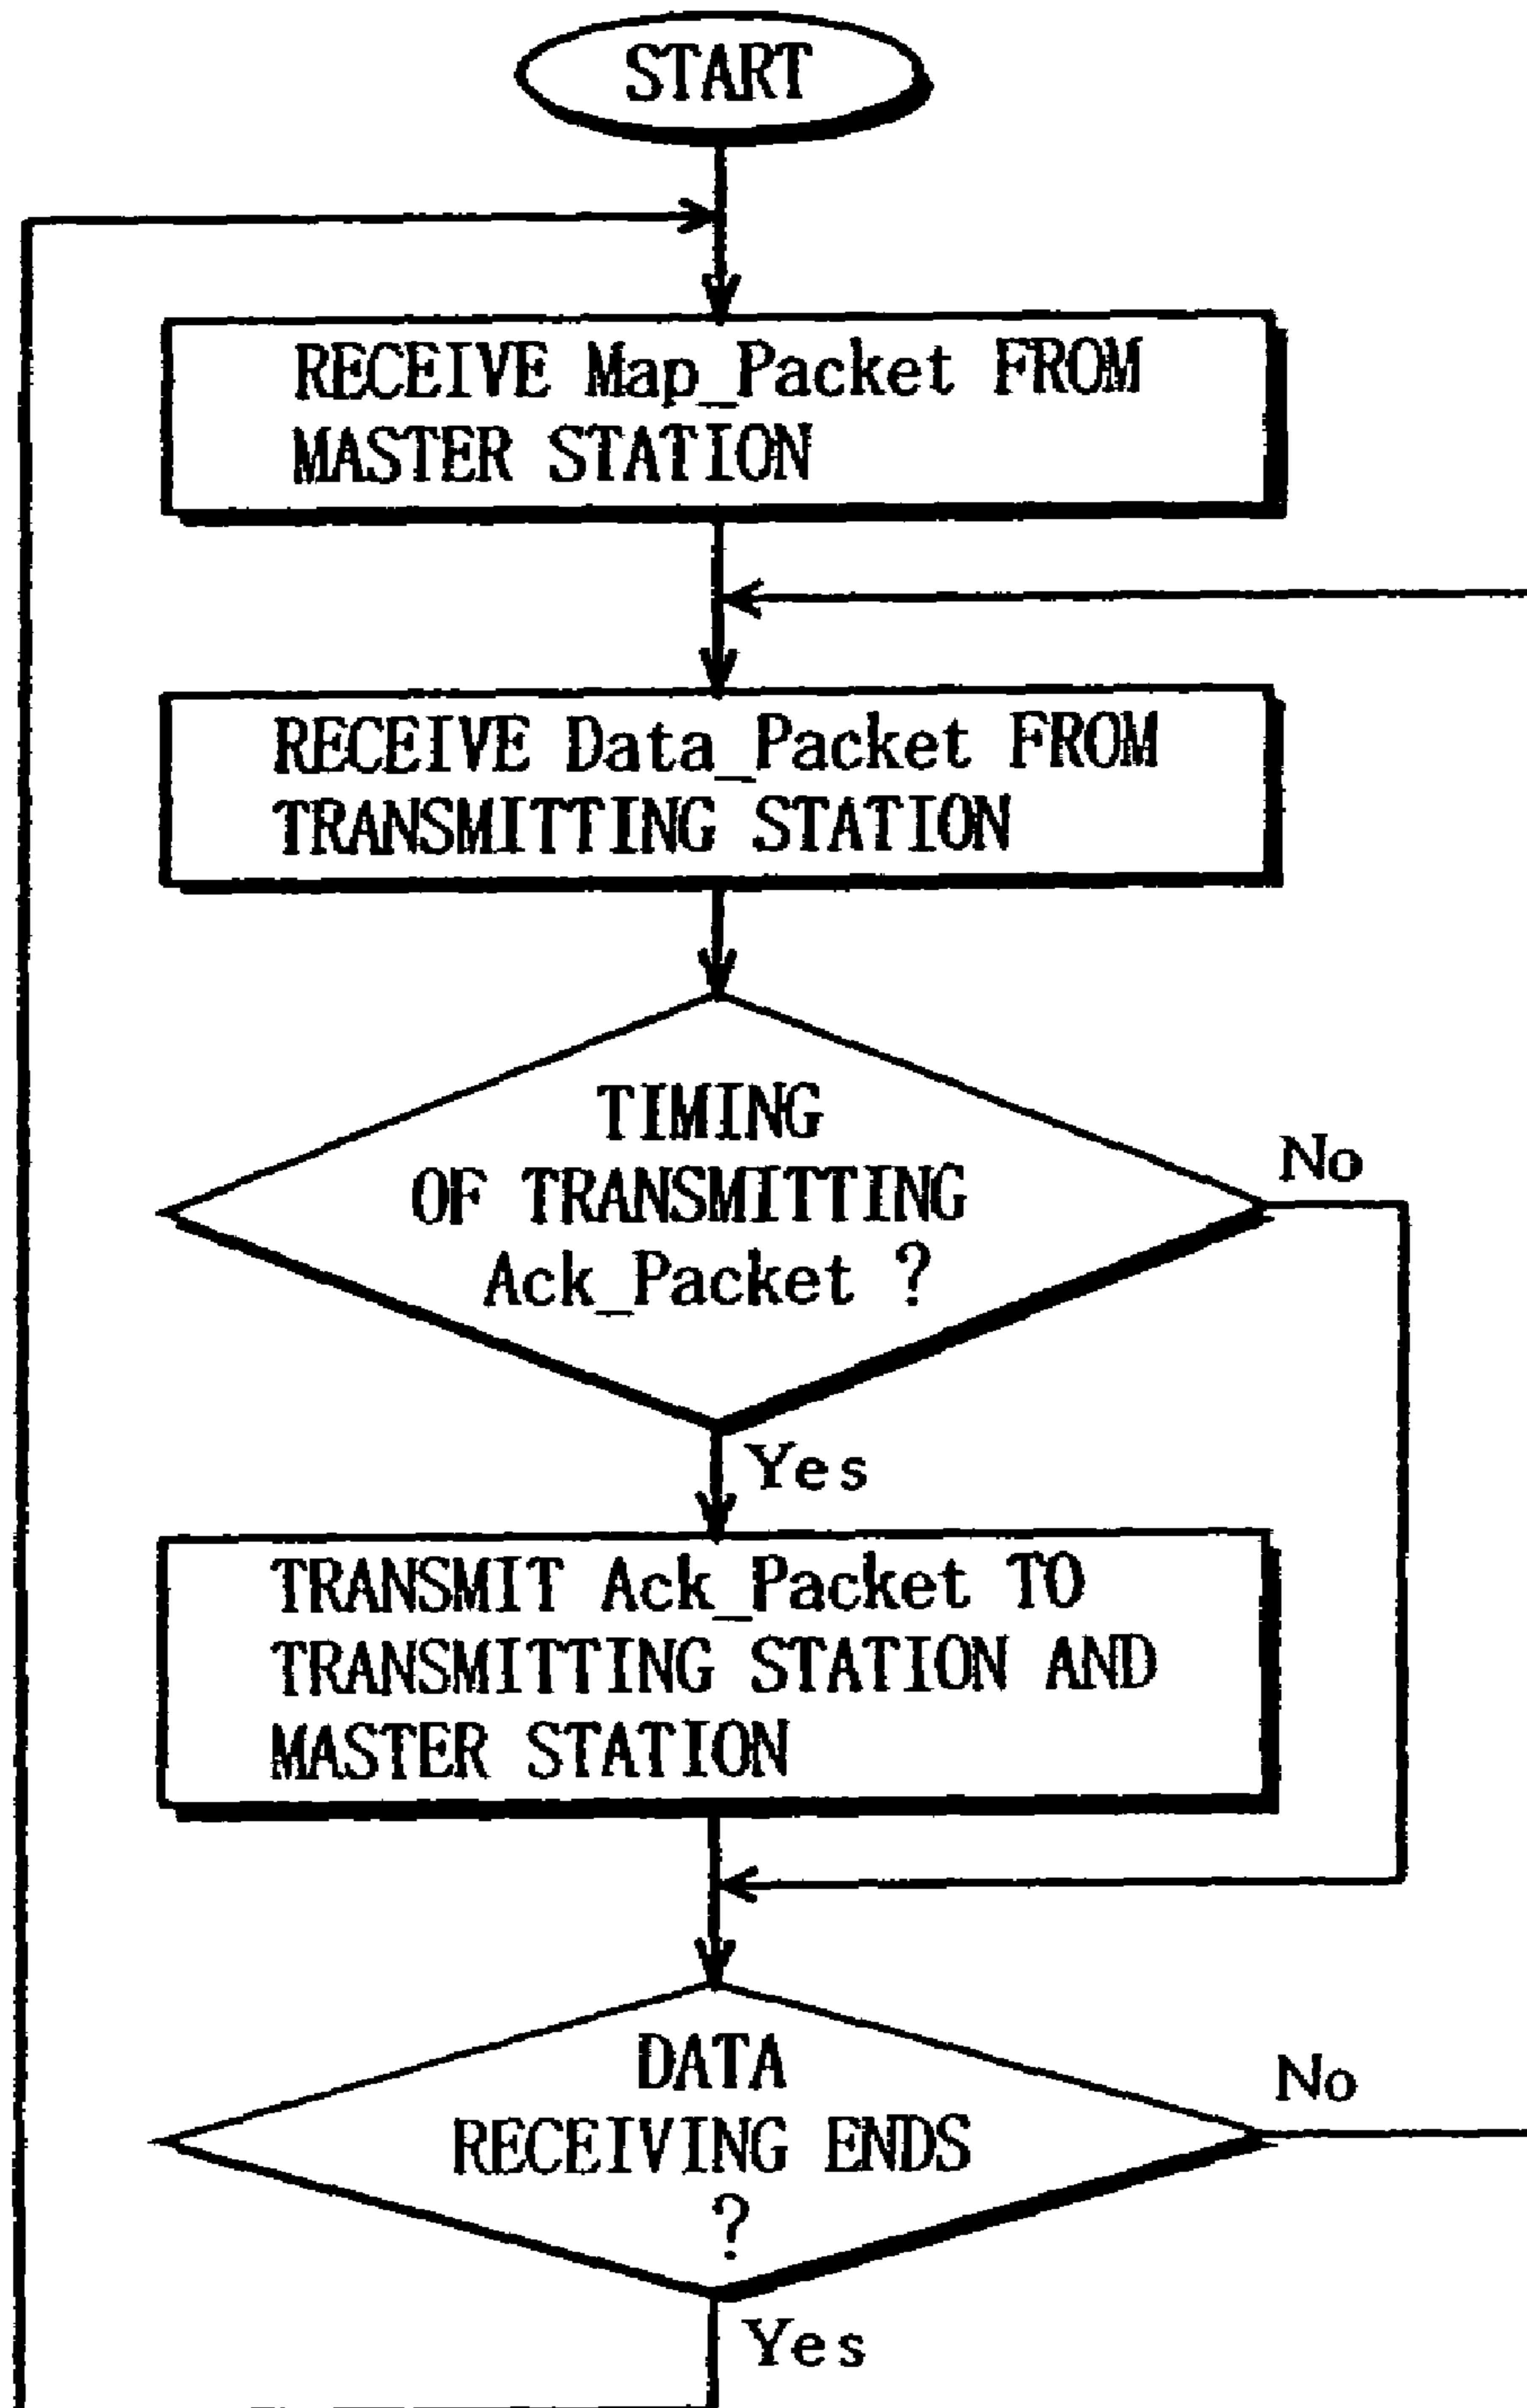 START
RECEIVE Map_Packet FROM
MASTER STATION
RECEIVE Data_Packet FROM
TRANSMITTING STATION
TIMING
OF TRANSMITTING
Ack_Packet ?
No
Yes
TRANSMIT Ack_Packet TO
TRANSMITTING STATION AND
MASTER STATION
DATA
RECEIVING ENDS
?
No
Yes